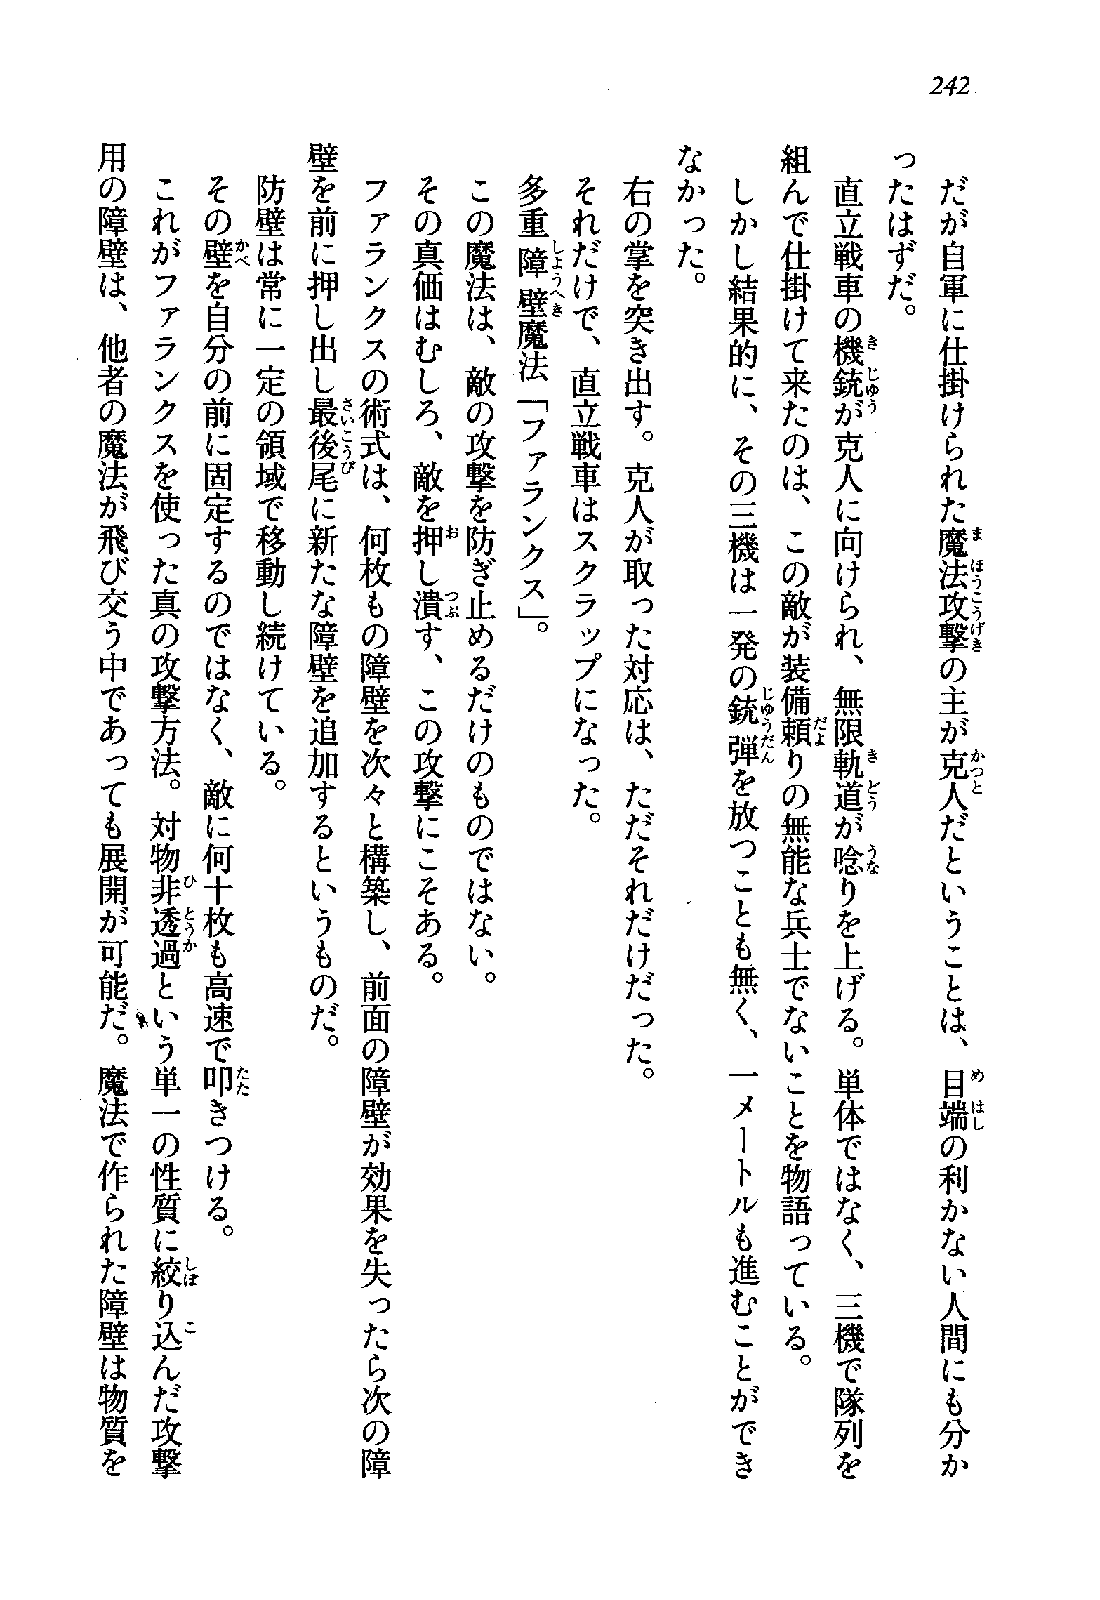 242
　だが自軍に仕掛けられた魔法攻撃の主が克人だということは、目端の利かない人間にも分か
ったはずだ。
　直立戦車の機銃が克人に向けられ、無限軌道が唸りを上げる。単体ではなく、三機で隊列を
組んで仕掛けて来たのは、この敵が装備頼りの無能な兵士でないことを物語っている。
　しかし結果的に、その三機は一発の銃弾を放つことも無く、一メートルも進むことができ
なかった。
　右の掌を突き出す。克人が取った対応は、ただそれだけだった。
　それだけで、直立戦車はスクラップになった。
　多重障壁魔法「ファランクス」。
　この魔法は、敵の攻撃を防ぎ止めるだけのものではない。
　その真価はむしろ、敵を押し潰す、この攻撃にこそある。
　ファランクスの術式は、何枚もの障壁を次々と構築し、前面の障壁が効果を失ったら次の障
壁を前に押し出し最後尾に新たな障壁を追加するというものだ。
　防壁は常に一定の領域で移動し続けている。
　その壁を自分の前に固定するのではなく、敵に何十枚も高速で叩きつける。
　これがファランクスを使った真の攻撃方法。対物非透過という単一の性質に絞り込んだ攻撃
用の障壁は、他者の魔法が飛び交う中であっても展開が可能だ。魔法で作られた障壁は物質を